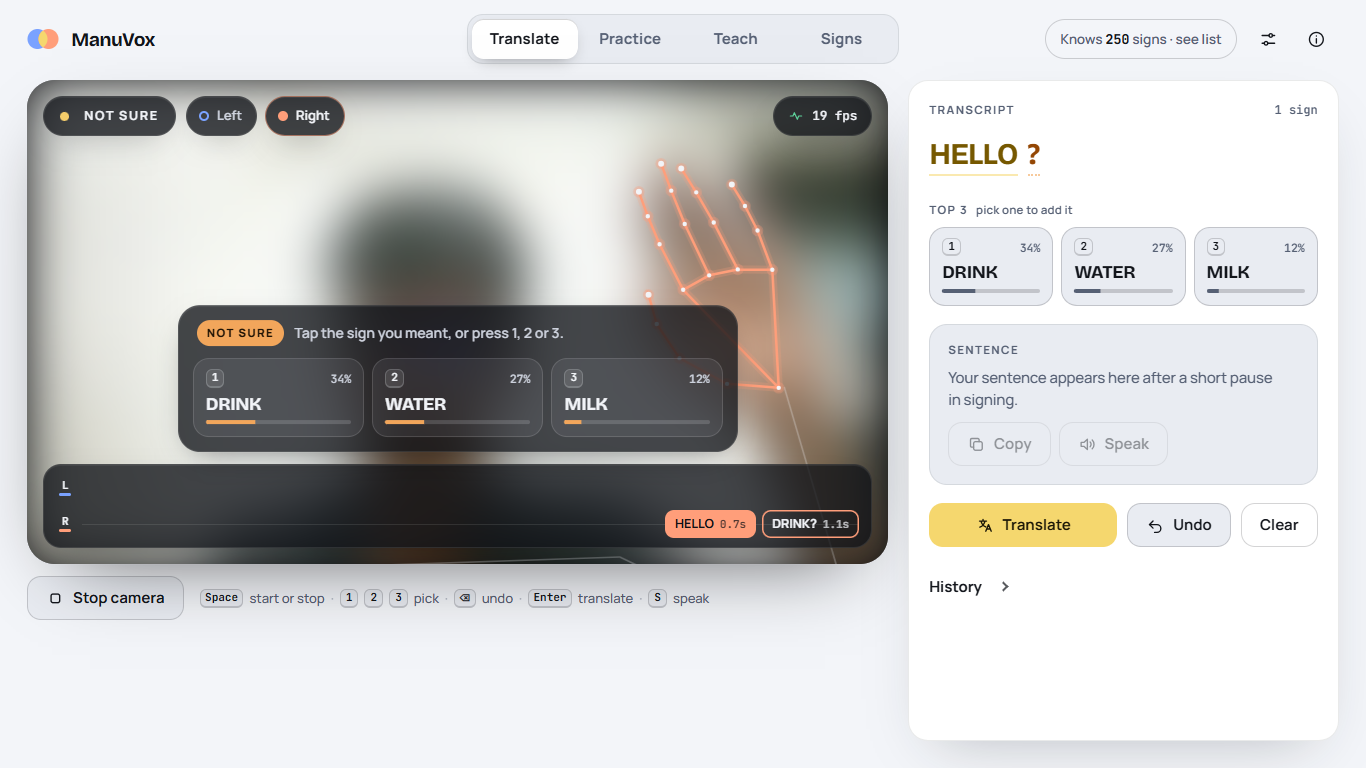 ManuVox
Translate Practice Teach Signs
Knows 250 signs · see list
NOT SURE Left Right 19 fps
NOT SURE Tap the sign you meant, or press 1, 2 or 3.
1 34% 2 27% 3 12%
DRINK WATER MILK
L
R HELLO 0.7s DRINK? 1.1s
Stop camera Space start or stop · 1 2 3 pick · ⌫ undo · Enter translate · S speak
TRANSCRIPT 1 sign
HELLO ?
TOP 3 pick one to add it
1 34% 2 27% 3 12%
DRINK WATER MILK
SENTENCE
Your sentence appears here after a short pause
in signing.
Copy Speak
Translate Undo Clear
History